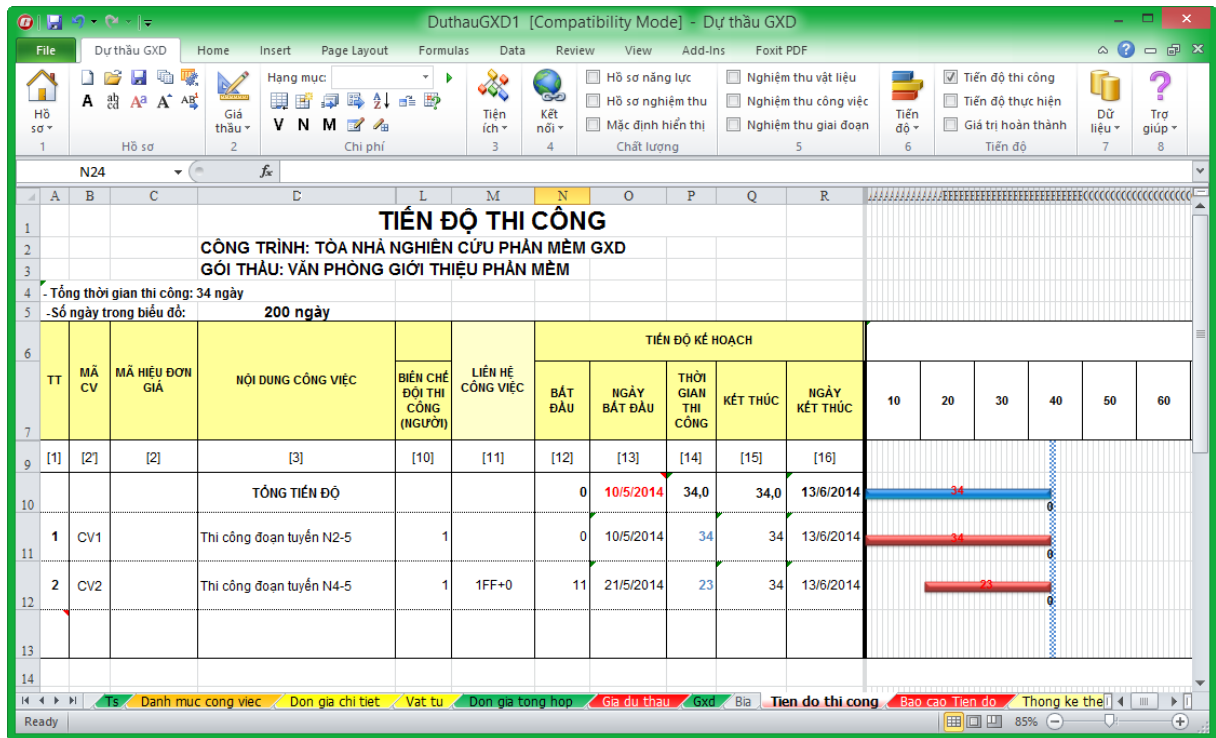 DuthauGXD1 [Compatibility Mode] - Dự thầu GXD
File Dự thầu GXD Home Insert Page Layout Formulas Data Review View Add-Ins Foxit PDF
Hồ sơ
Giá thầu
Hạng mục:
V N M
Tiện ích
Kết nối
Hồ sơ năng lực
Hồ sơ nghiệm thu
Mặc định hiển thị
Nghiệm thu vật liệu
Nghiệm thu công việc
Nghiệm thu giai đoạn
Tiến độ
Tiến độ thi công
Tiến độ thực hiện
Giá trị hoàn thành
Dữ liệu
Trợ giúp
1 Hồ sơ 2 Chi phí 3 4 Chất lượng 5 6 Tiến độ 7 8
N24 fx
A B C D L M N O P Q R
1 TIẾN ĐỘ THI CÔNG
2 CÔNG TRÌNH: TÒA NHÀ NGHIÊN CỨU PHẦN MỀM GXD
3 GÓI THẦU: VĂN PHÒNG GIỚI THIỆU PHẦN MỀM
4 - Tổng thời gian thi công: 34 ngày
5 -Số ngày trong biểu đồ: 200 ngày
6 TIẾN ĐỘ KẾ HOẠCH
7 TT MÃ CV MÃ HIỆU ĐƠN GIÁ NỘI DUNG CÔNG VIỆC BIÊN CHẾ ĐỘI THI CÔNG (NGƯỜI) LIÊN HỆ CÔNG VIỆC BẮT ĐẦU NGÀY BẮT ĐẦU THỜI GIAN THI CÔNG KẾT THÚC NGÀY KẾT THÚC 10 20 30 40 50 60
9 [1] [2'] [2] [3] [10] [11] [12] [13] [14] [15] [16]
10 TỔNG TIẾN ĐỘ 0 10/5/2014 34,0 34,0 13/6/2014 34 0
11 1 CV1 Thi công đoạn tuyến N2-5 1 0 10/5/2014 34 34 13/6/2014 34 0
12 2 CV2 Thi công đoạn tuyến N4-5 1 1FF+0 11 21/5/2014 23 34 13/6/2014 23 0
13
14
Ts Danh muc cong viec Don gia chi tiet Vat tu Don gia tong hop Gia du thau Gxd Bia Tien do thi cong Bao cao Tien do Thong ke the
Ready 85%